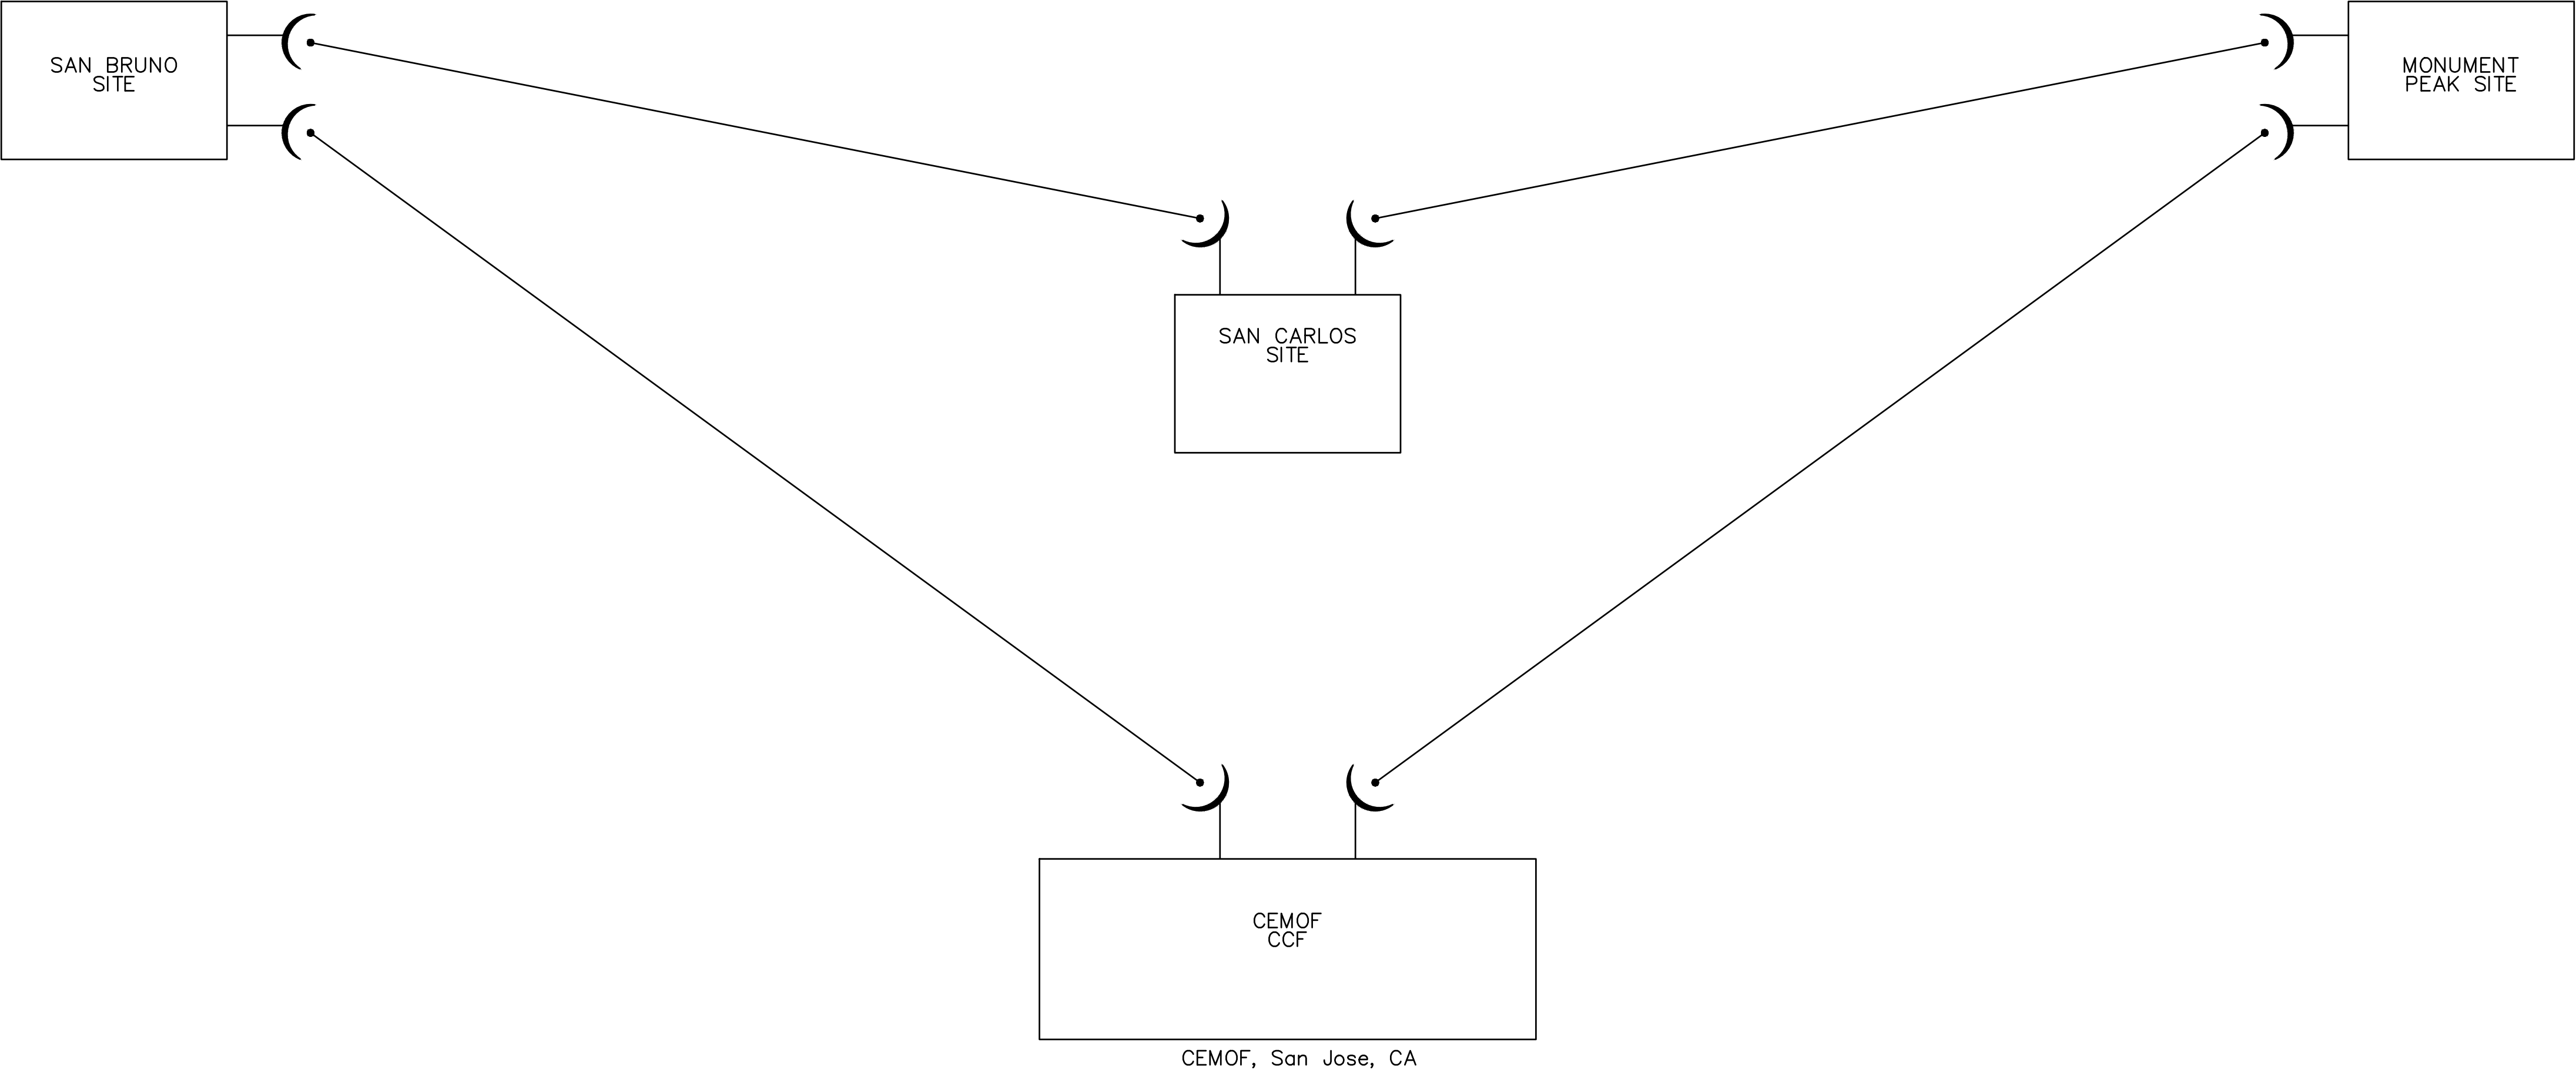 SAN BRUNO
SITE
MONUMENT
PEAK SITE
SAN CARLOS
SITE
CEMOF
CCF
CEMOF, San Jose, CA